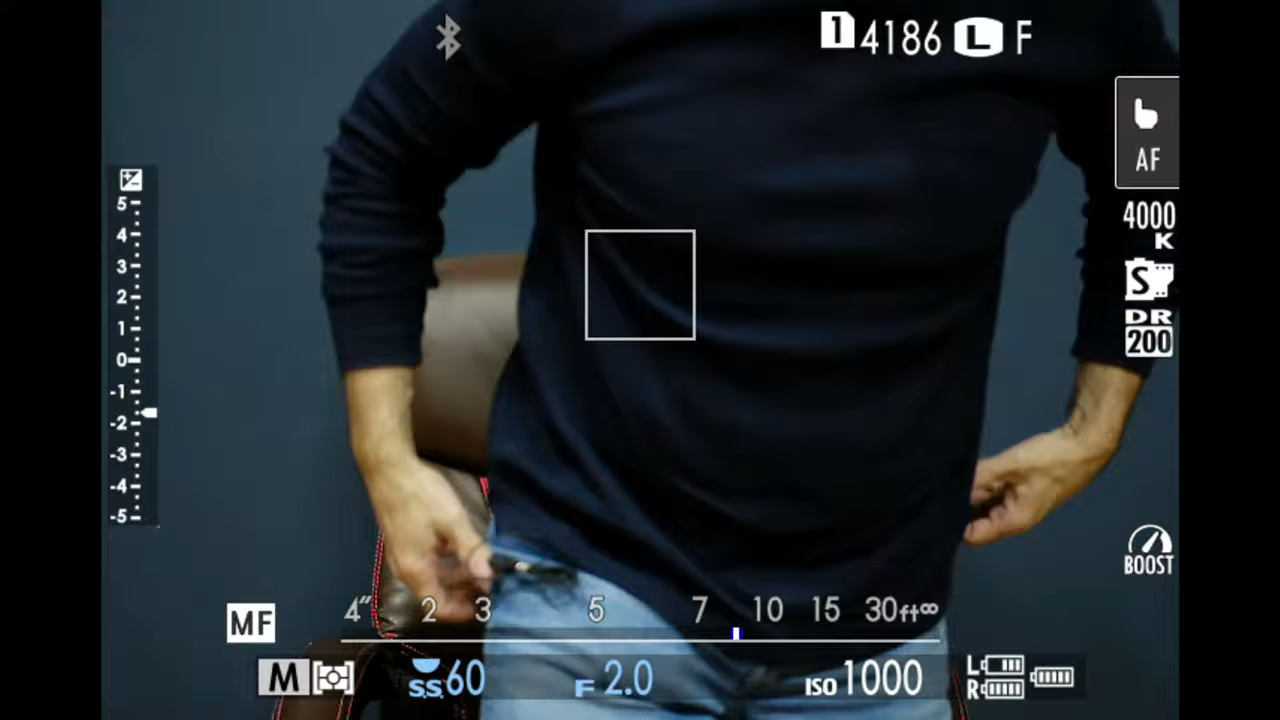 1 4186 L F
AF
4000
K
S
DR
200
5
4
3
2
1
0
-1
-2
-3
-4
-5
BOOST
4" 2 3 5 7 10 15 30ft∞
MF
M S.S. 60 F 2.0 ISO 1000
L
R